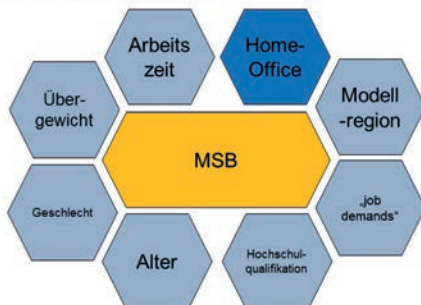 Arbeits
zeit
Home-
Office
Über-
gewicht
Modell
-region
MSB
Geschlecht
„job
demands“
Alter
Hochschul-
qualifikation